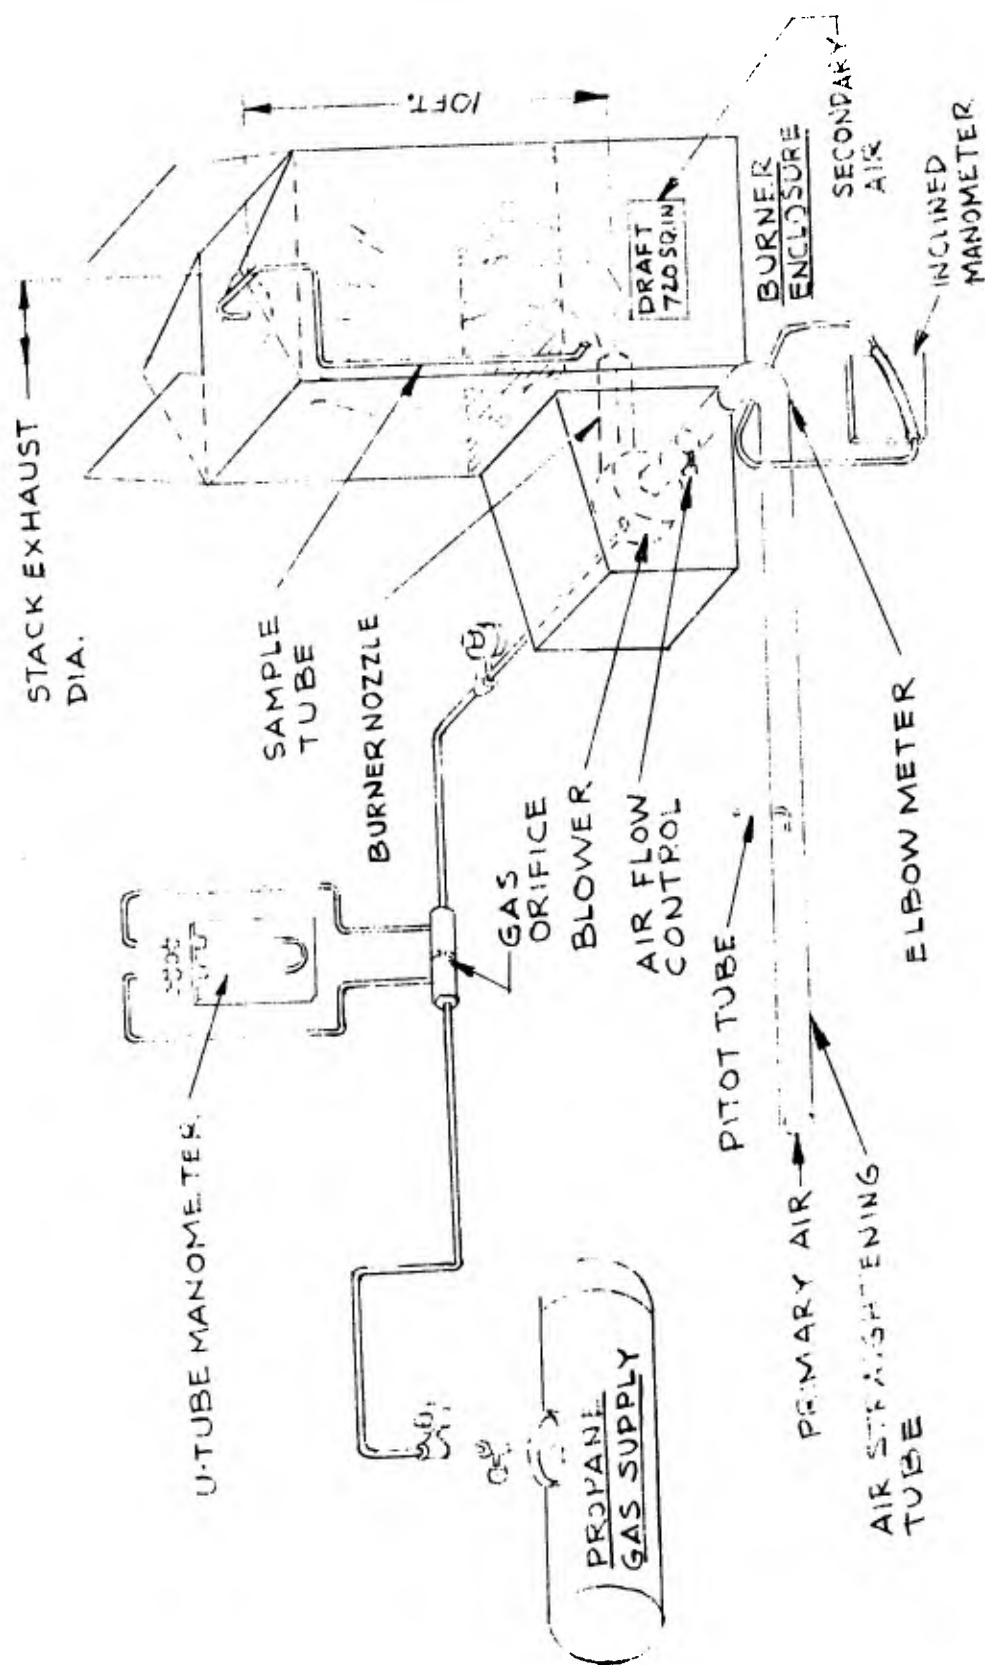 STACK EXHAUST
DIA.
10 FT.
SAMPLE
TUBE
BURNER NOZZLE
U-TUBE MANOMETER
DRAFT
720 SQ.IN
BURNER
ENCLOSURE
SECONDARY
AIR
INCLINED
MANOMETER
GAS
ORIFICE
BLOWER
AIR FLOW
CONTROL
PITOT TUBE
ELBOW METER
PROPANE
GAS SUPPLY
PRIMARY AIR
AIR STRAIGHTENING
TUBE